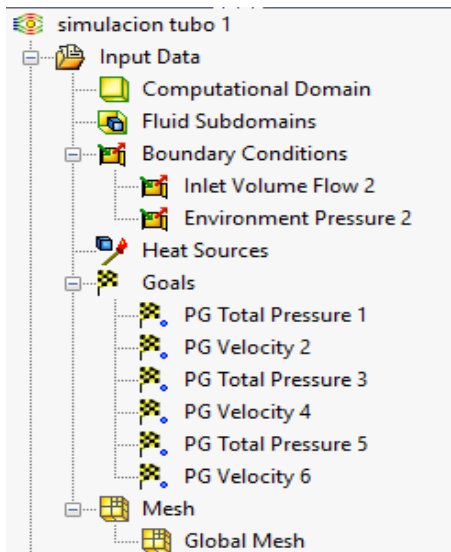 simulacion tubo 1
Input Data
Computational Domain
Fluid Subdomains
Boundary Conditions
Inlet Volume Flow 2
Environment Pressure 2
Heat Sources
Goals
PG Total Pressure 1
PG Velocity 2
PG Total Pressure 3
PG Velocity 4
PG Total Pressure 5
PG Velocity 6
Mesh
Global Mesh